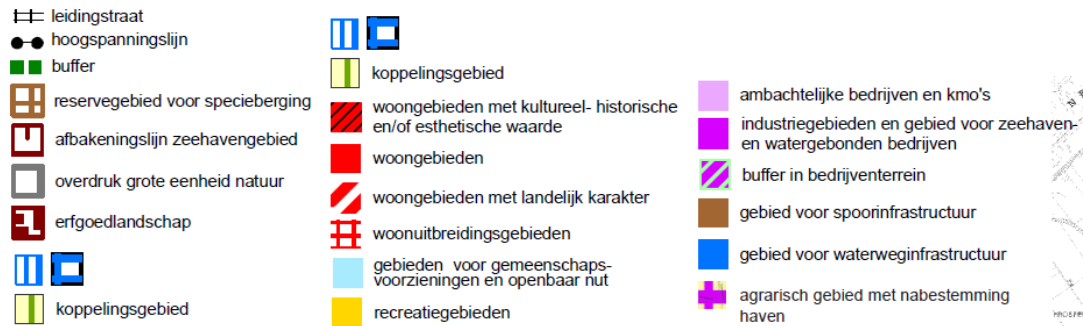 leidingstraat
hoogspanningslijn
buffer
reservegebied voor specieberging
afbakeningslijn zeehavengebied
overdruk grote eenheid natuur
erfgoedlandschap
koppelingsgebied
koppelingsgebied
woongebieden met kultureel- historische
en/of esthetische waarde
woongebieden
woongebieden met landelijk karakter
woonuitbreidingsgebieden
gebieden voor gemeenschaps-
voorzieningen en openbaar nut
recreatiegebieden
ambachtelijke bedrijven en kmo's
industriegebieden en gebied voor zeehaven-
en watergebonden bedrijven
buffer in bedrijventerrein
gebied voor spoorinfrastructuur
gebied voor waterweginfrastructuur
agrarisch gebied met nabestemming
haven